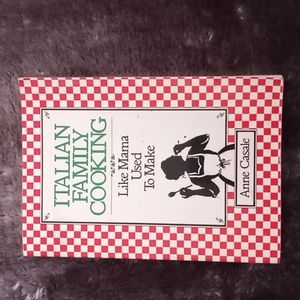 ITALIAN
FAMILY
COOKING
Like Mama
Used
To Make
Anne Casale